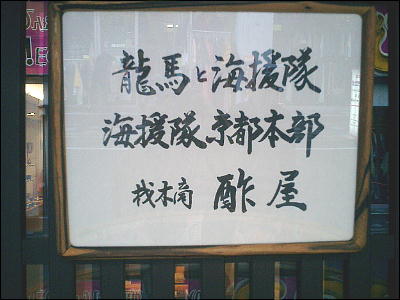 龍馬と海援隊
海援隊京都本部
材木商 酢屋